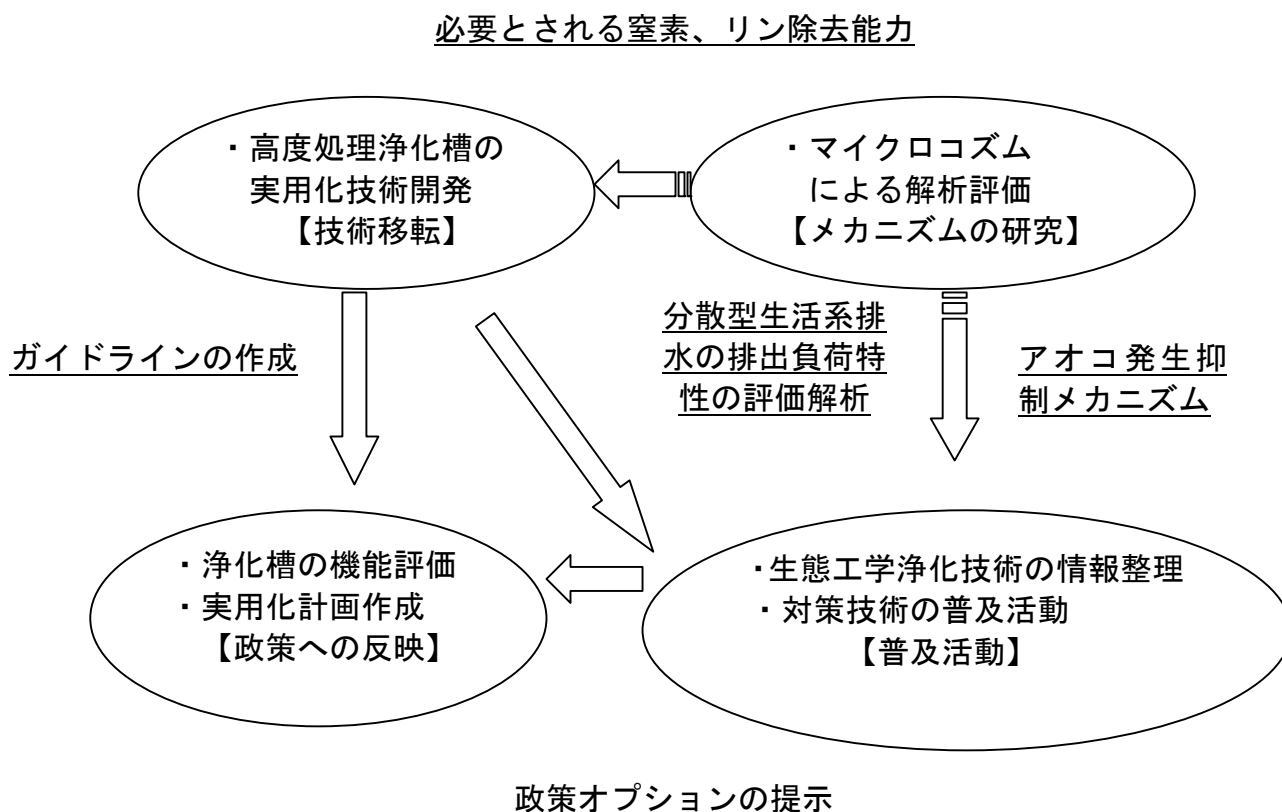 必要とされる窒素、リン除去能力
・高度処理浄化槽の
実用化技術開発
【技術移転】
・マイクロコズム
による解析評価
【メカニズムの研究】
ガイドラインの作成
分散型生活系排
水の排出負荷特
性の評価解析
アオコ発生抑
制メカニズム
・浄化槽の機能評価
・実用化計画作成
【政策への反映】
・生態工学浄化技術の情報整理
・対策技術の普及活動
【普及活動】
政策オプションの提示